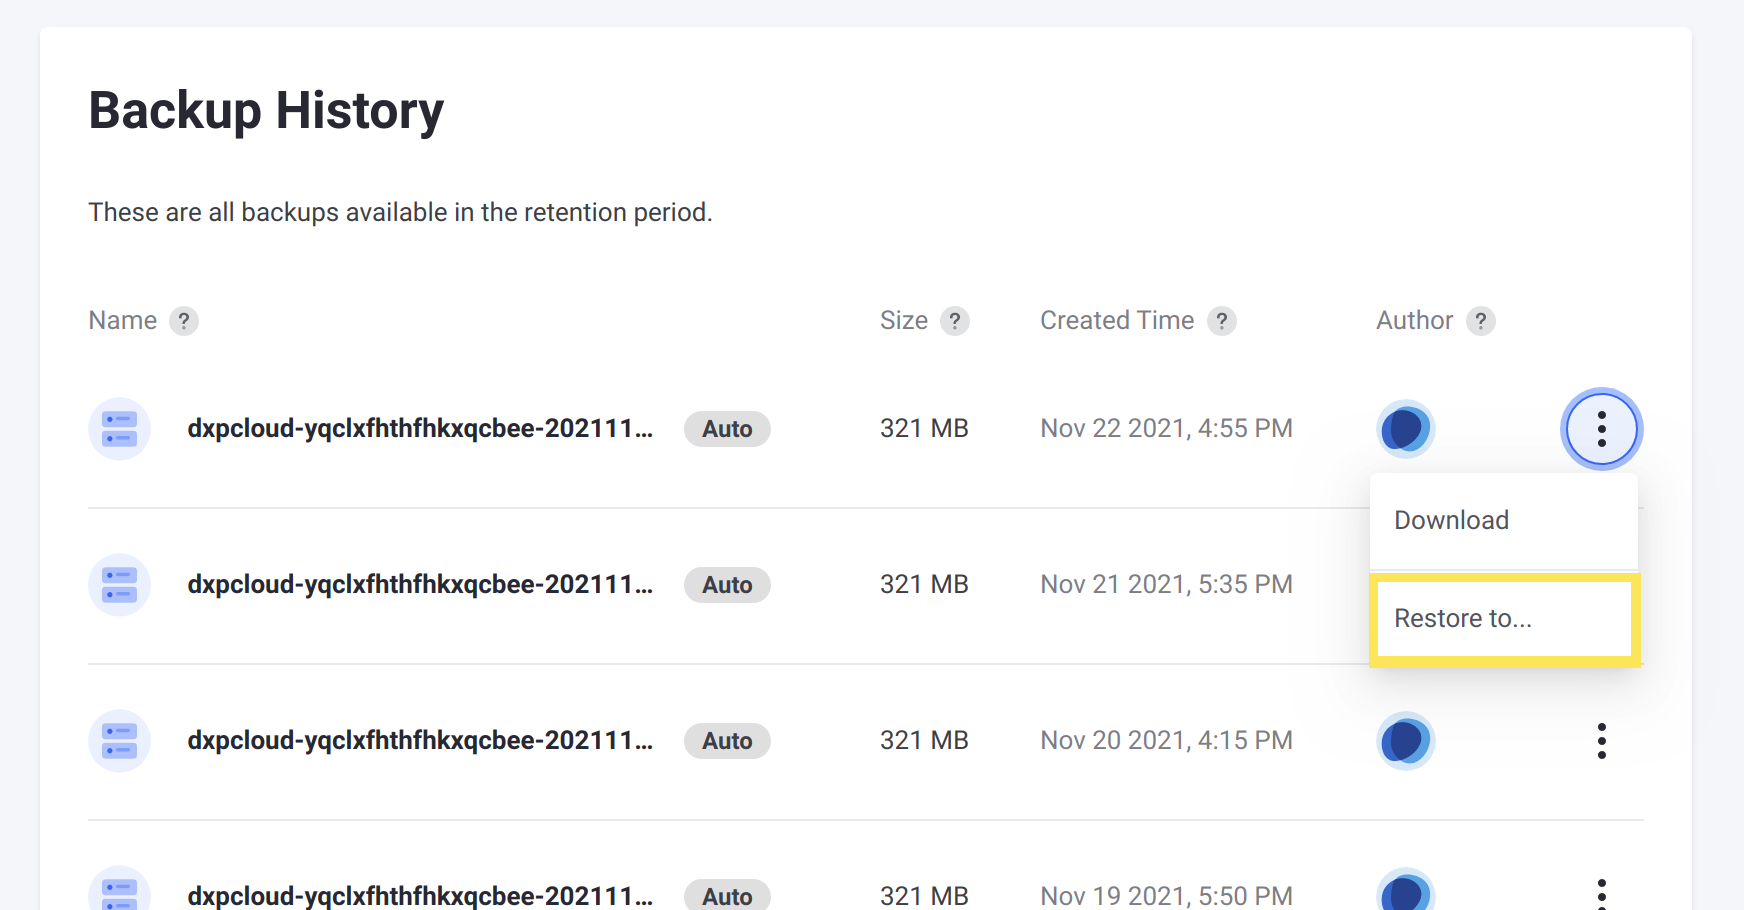 Backup History
These are all backups available in the retention period.
Name ? Size ? Created Time ? Author ?
dxpcloud-yqclxfhthfhkxqcbee-202111... Auto 321 MB Nov 22 2021, 4:55 PM
Download
dxpcloud-yqclxfhthfhkxqcbee-202111... Auto 321 MB Nov 21 2021, 5:35 PM
Restore to...
dxpcloud-yqclxfhthfhkxqcbee-202111... Auto 321 MB Nov 20 2021, 4:15 PM
dxpcloud-yqclxfhthfhkxqcbee-202111... Auto 321 MB Nov 19 2021, 5:50 PM